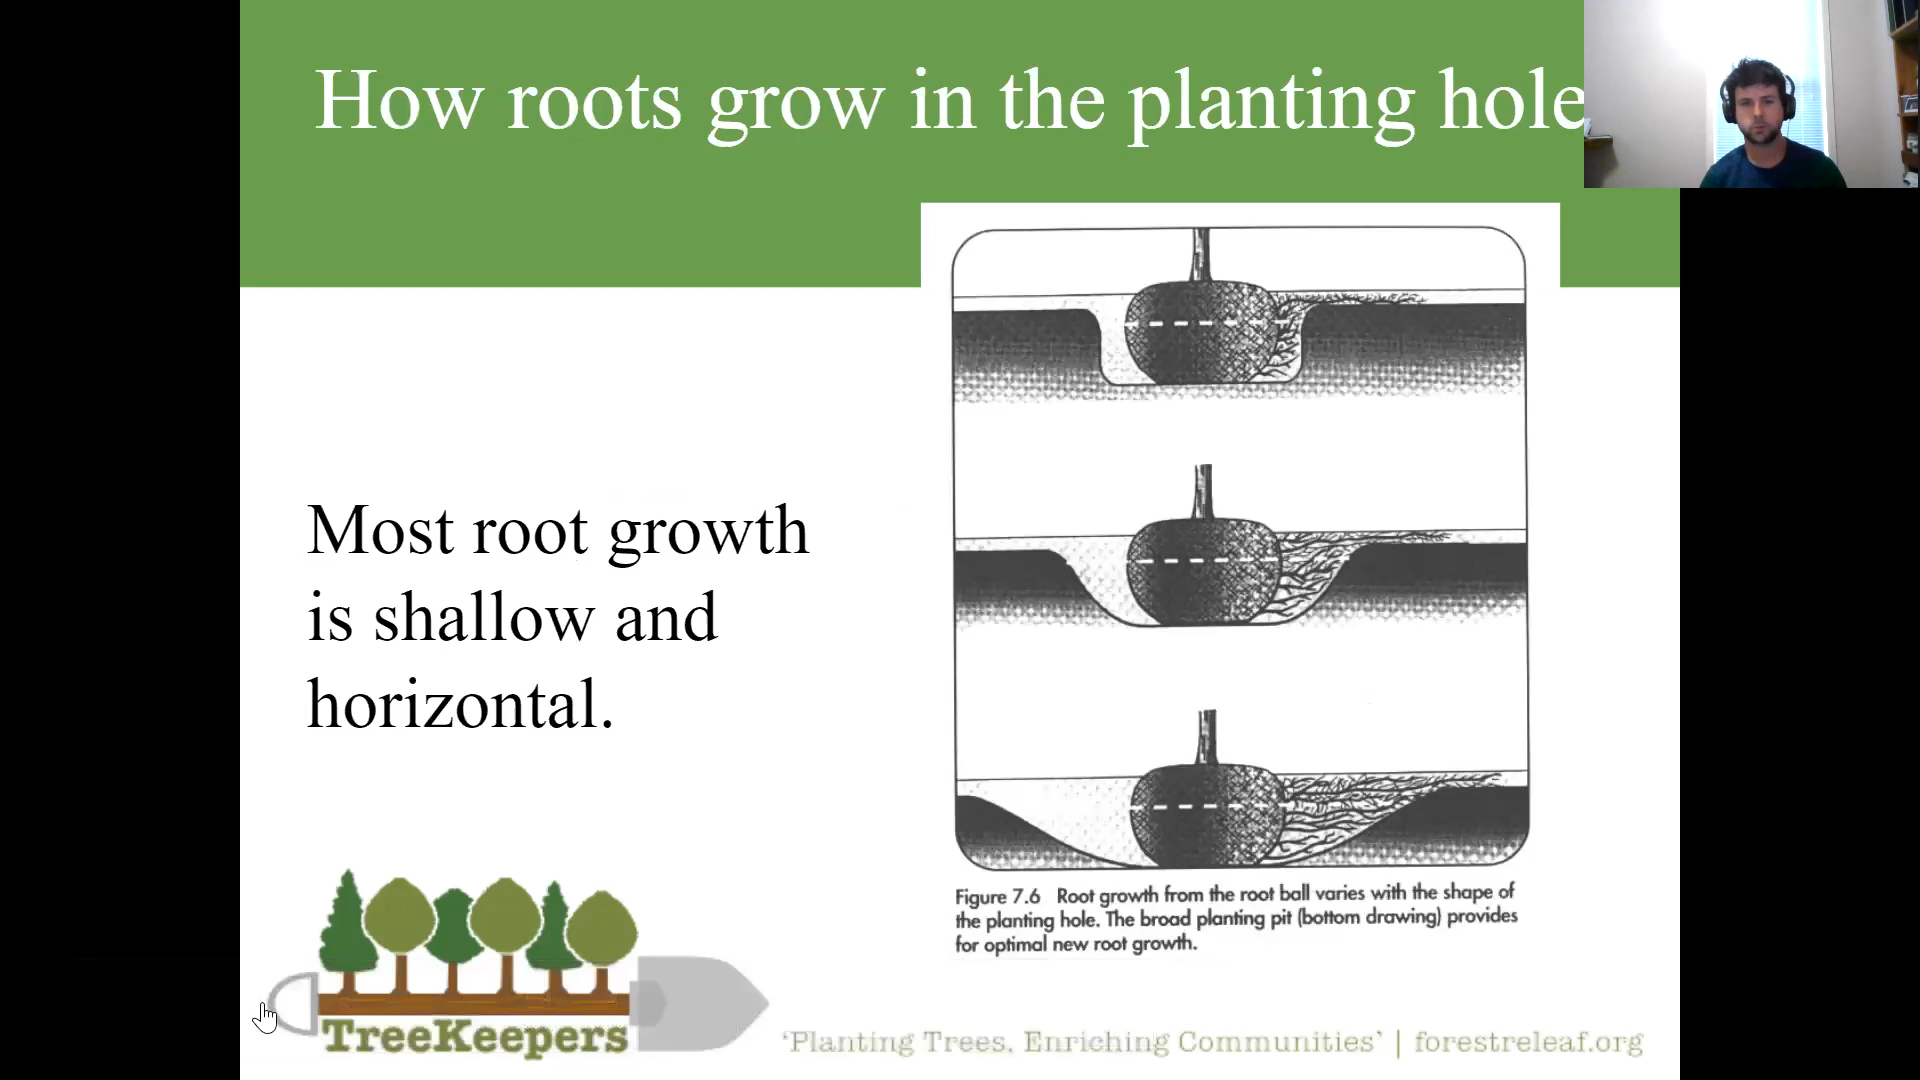 How roots grow in the planting hole
Most root growth
is shallow and
horizontal.
Figure 7.6 Root growth from the root ball varies with the shape of
the planting hole. The broad planting pit (bottom drawing) provides
for optimal new root growth.
TreeKeepers
'Planting Trees, Enriching Communities' | forestreleaf.org